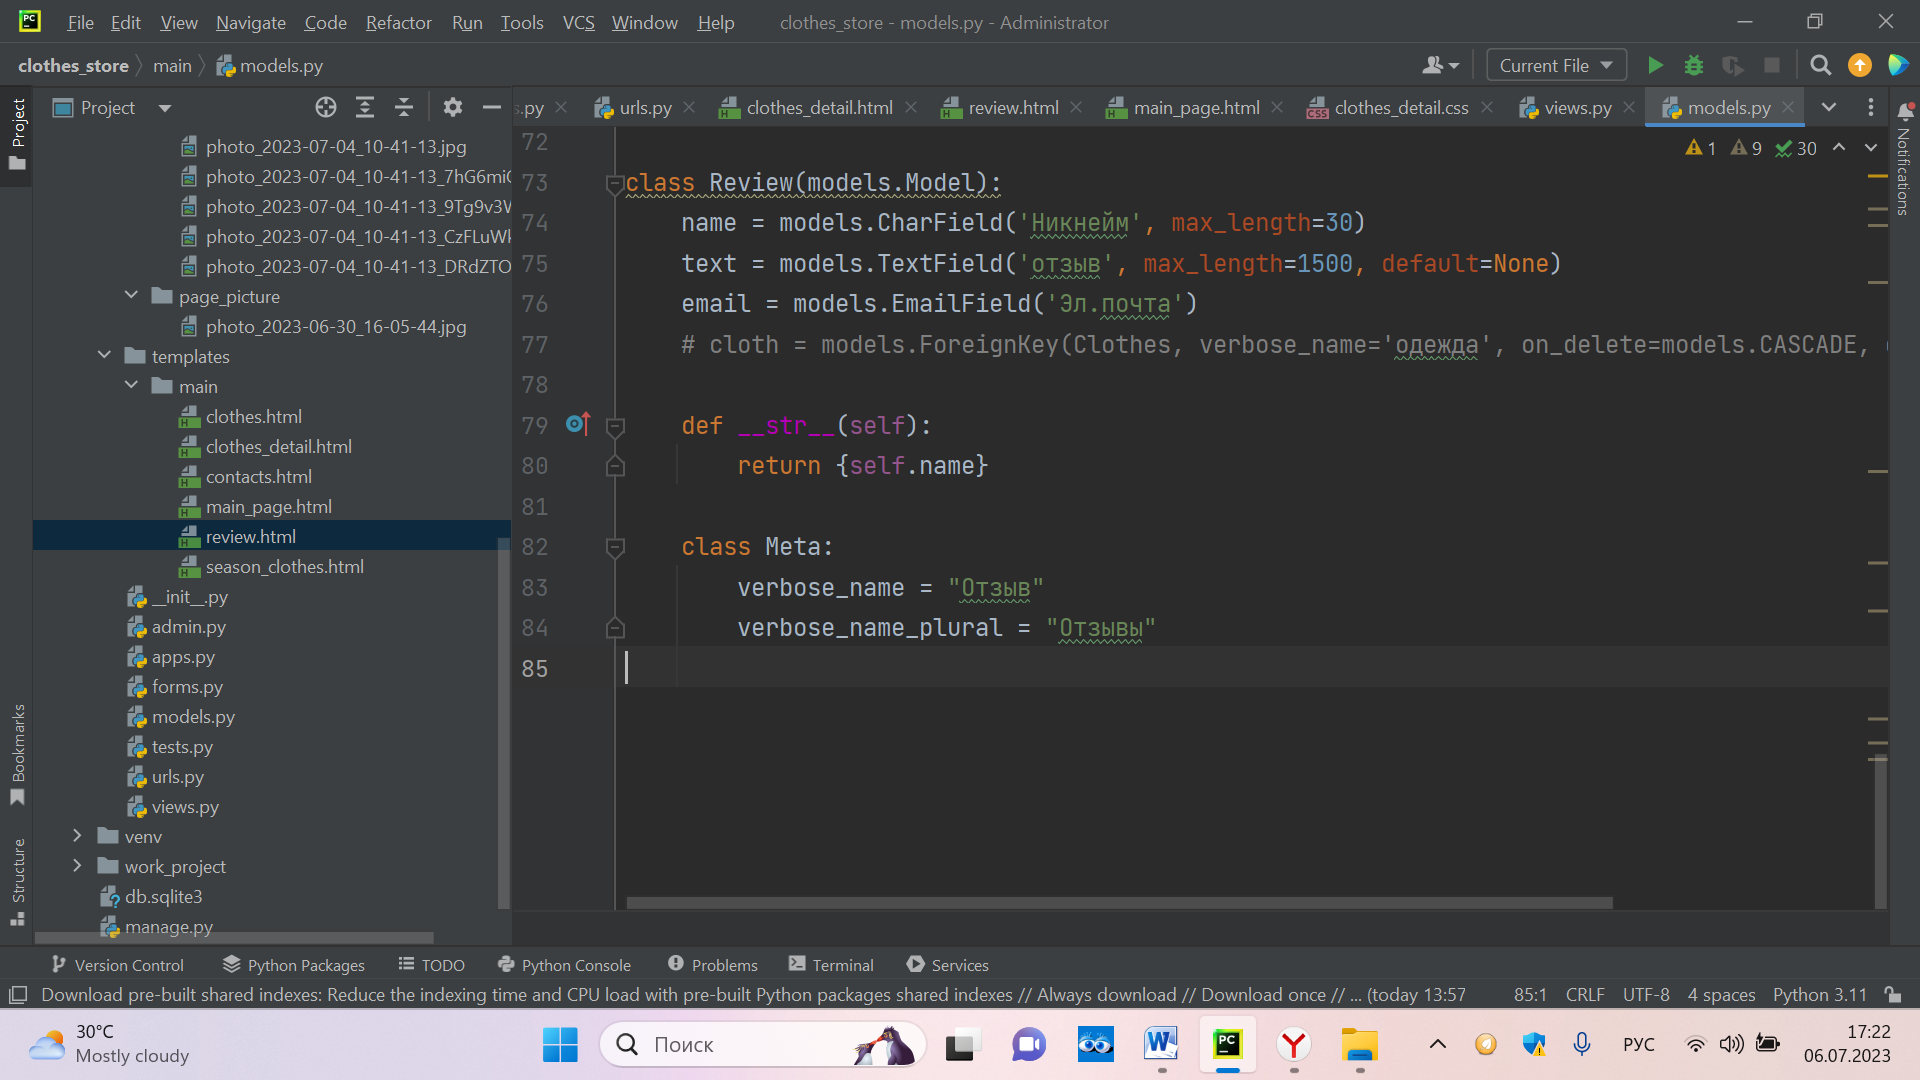 File Edit View Navigate Code Refactor Run Tools VCS Window Help clothes_store - models.py - Administrator
clothes_store main models.py Current File
Project .py urls.py clothes_detail.html review.html main_page.html clothes_detail.css views.py models.py
Project
Bookmarks
Structure
Notifications
photo_2023-07-04_10-41-13.jpg
photo_2023-07-04_10-41-13_7hG6mi
photo_2023-07-04_10-41-13_9Tg9v3
photo_2023-07-04_10-41-13_CzFLuW
photo_2023-07-04_10-41-13_DRdZTO
page_picture
photo_2023-06-30_16-05-44.jpg
templates
main
clothes.html
clothes_detail.html
contacts.html
main_page.html
review.html
season_clothes.html
__init__.py
admin.py
apps.py
forms.py
models.py
tests.py
urls.py
views.py
venv
work_project
db.sqlite3
manage.py
1 9 30
72
73 class Review(models.Model):
74 name = models.CharField('Никнейм', max_length=30)
75 text = models.TextField('отзыв', max_length=1500, default=None)
76 email = models.EmailField('Эл.почта')
77 # cloth = models.ForeignKey(Clothes, verbose_name='одежда', on_delete=models.CASCADE,
78
79 def __str__(self):
80 return {self.name}
81
82 class Meta:
83 verbose_name = "Отзыв"
84 verbose_name_plural = "Отзывы"
85
Version Control Python Packages TODO Python Console Problems Terminal Services
Download pre-built shared indexes: Reduce the indexing time and CPU load with pre-built Python packages shared indexes // Always download // Download once // ... (today 13:57 85:1 CRLF UTF-8 4 spaces Python 3.11
30°C
Mostly cloudy
Поиск
РУС
17:22
06.07.2023